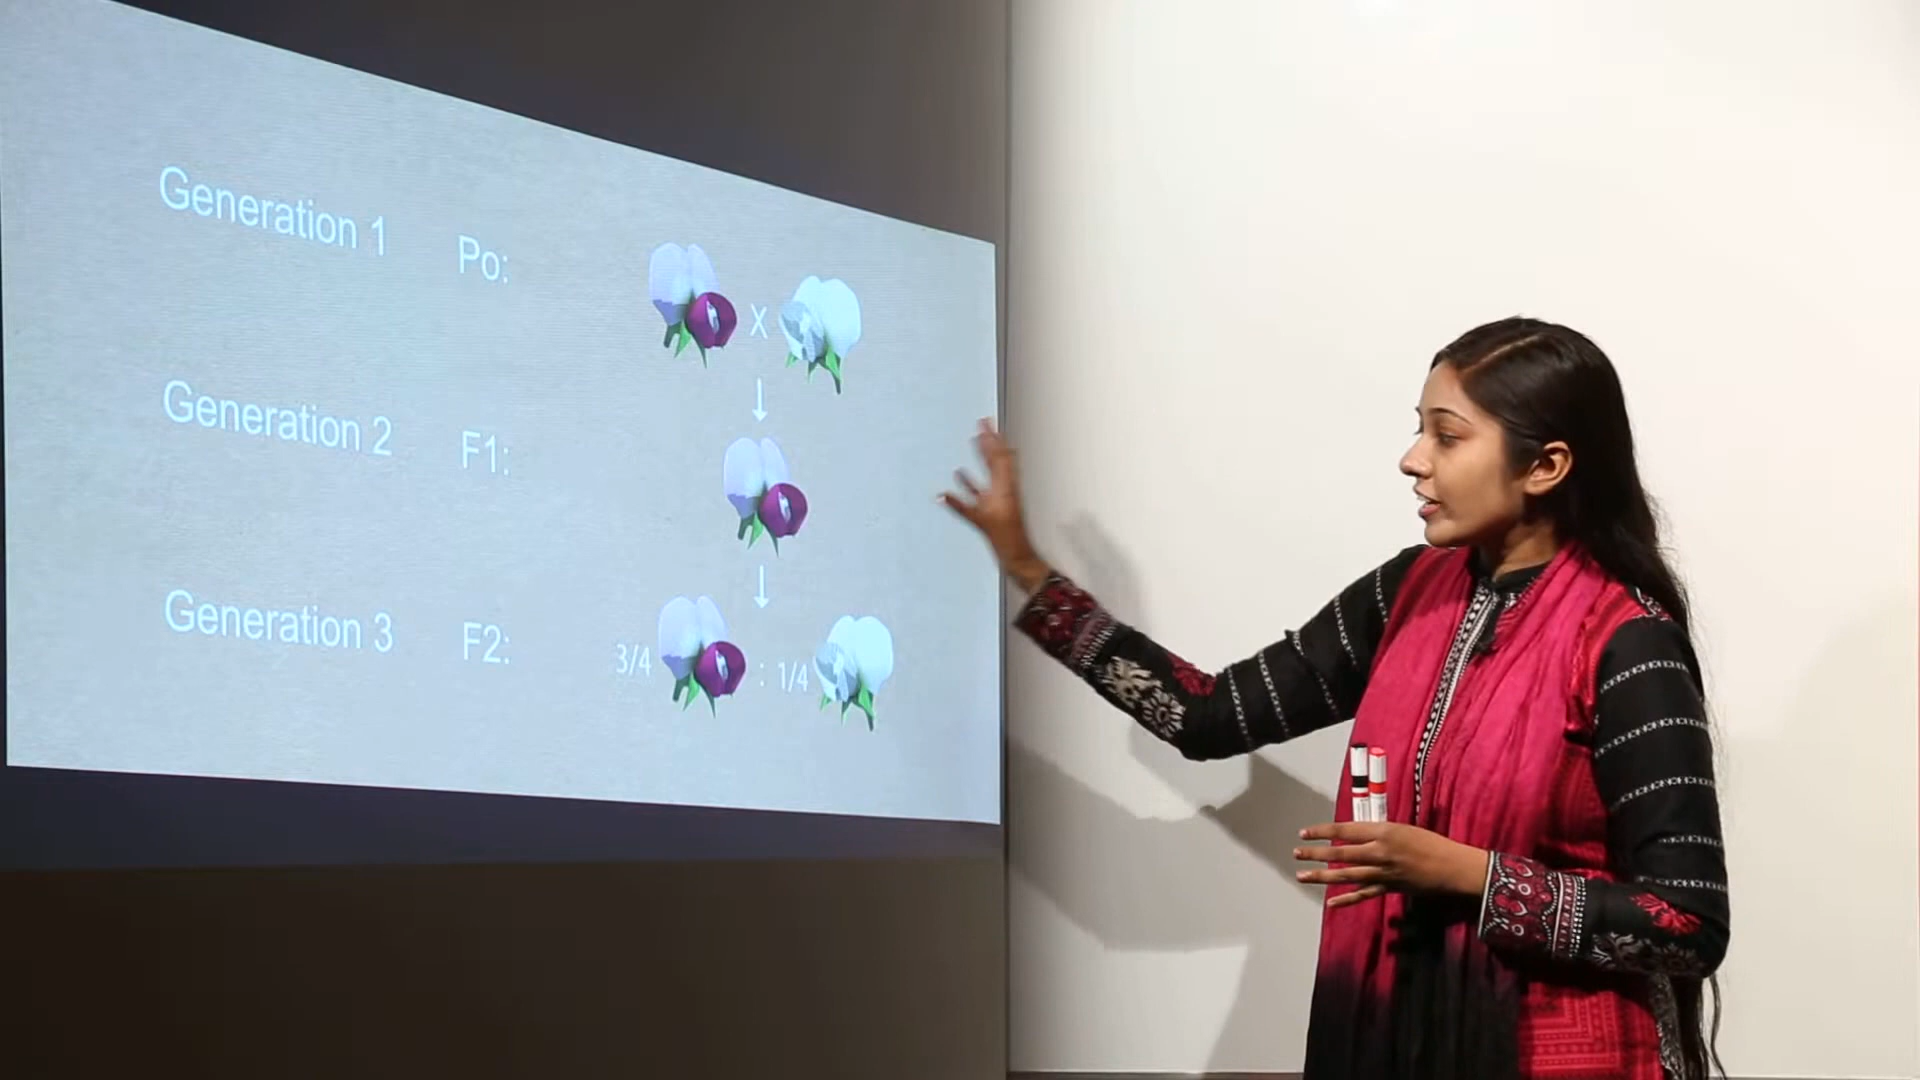 Generation 1 Po:
X
Generation 2 F1:
Generation 3 F2: 3/4 : 1/4